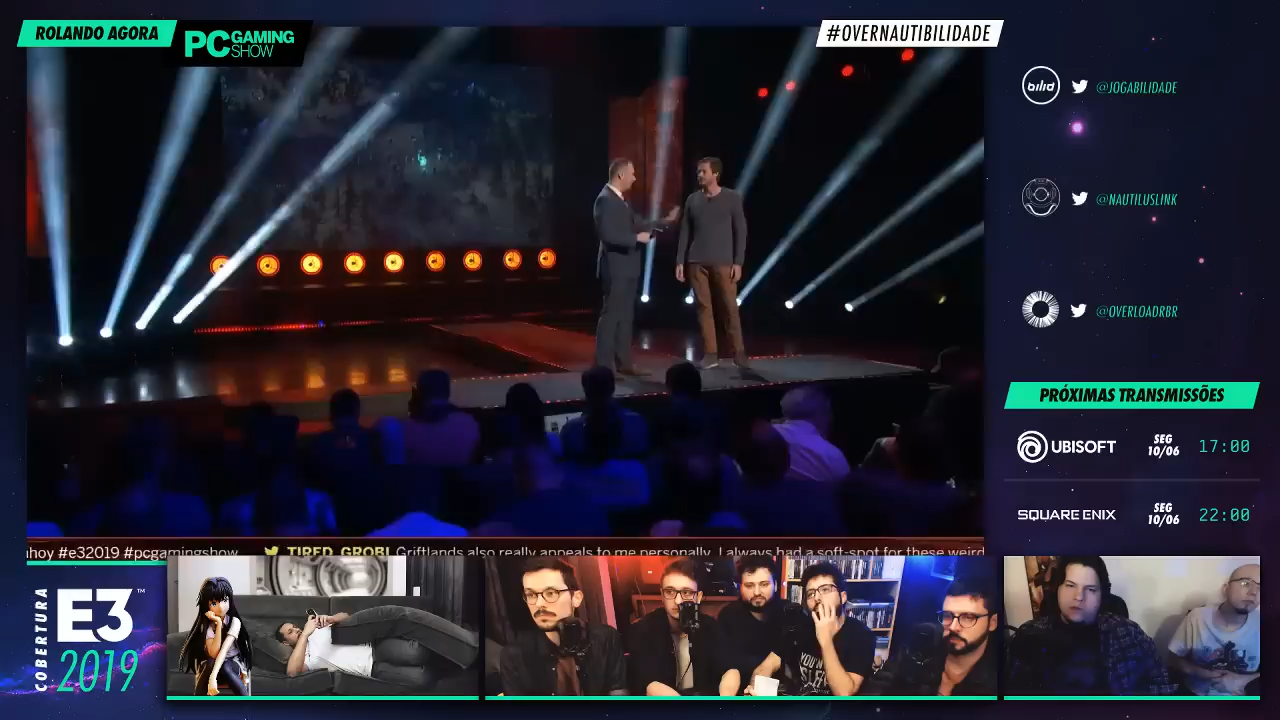 ROLANDO AGORA
PC GAMING SHOW
#OVERNAUTIBILIDADE
@JOGABILIDADE
@NAUTILUSLINK
@OVERLOADRBR
PRÓXIMAS TRANSMISSÕES
UBISOFT SEG 10/06 17:00
SQUARE ENIX SEG 10/06 22:00
#e32019 #pcgamingshow TIRED_GROBI Griftlands also really appeals to me personally. I always had a soft-spot for these weird
COBERTURA
E3™
2019